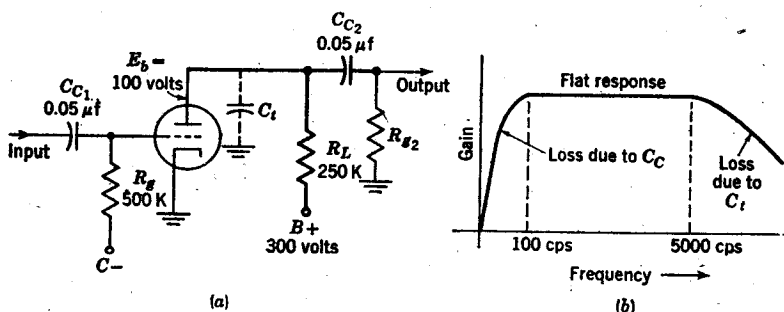 E_b = 100 volts
C_C1
0.05 µf
C_C2
0.05 µf
Output
C_t
Input
R_g
500 K
R_L
250 K
R_g2
B+
300 volts
C-
(a)
Gain
Flat response
Loss due to C_C
Loss due to C_t
100 cps
5000 cps
Frequency
(b)